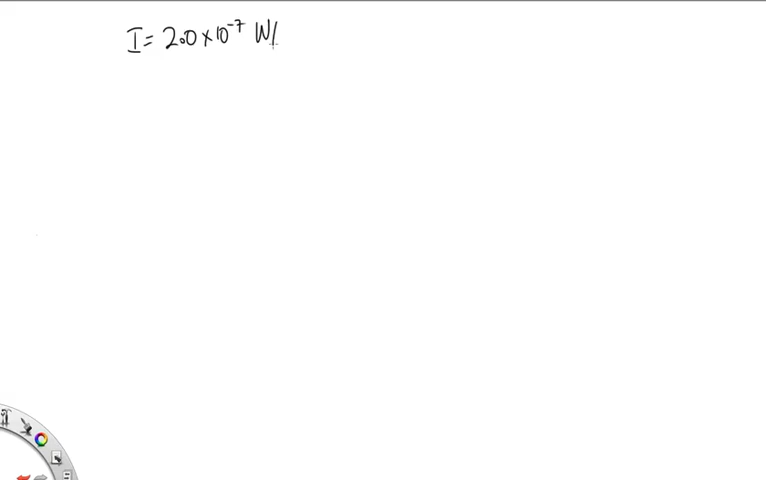 I = 2.0 × 10⁻⁷ W/